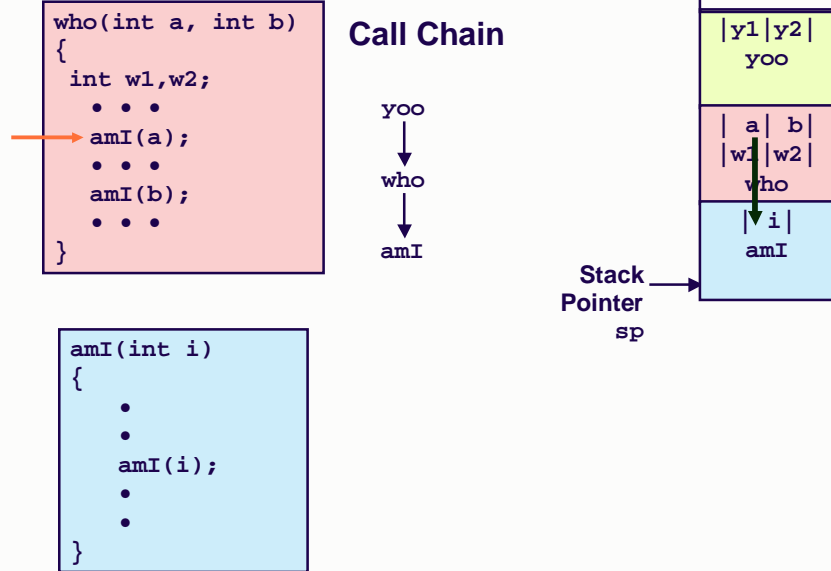 who(int a, int b)
{
int w1,w2;
• • •
amI(a);
• • •
amI(b);
• • •
}
Call Chain
yoo
who
amI
|y1|y2|
yoo
| a| b|
|w1|w2|
who
| i|
amI
Stack
Pointer
sp
amI(int i)
{
•
•
amI(i);
•
•
}